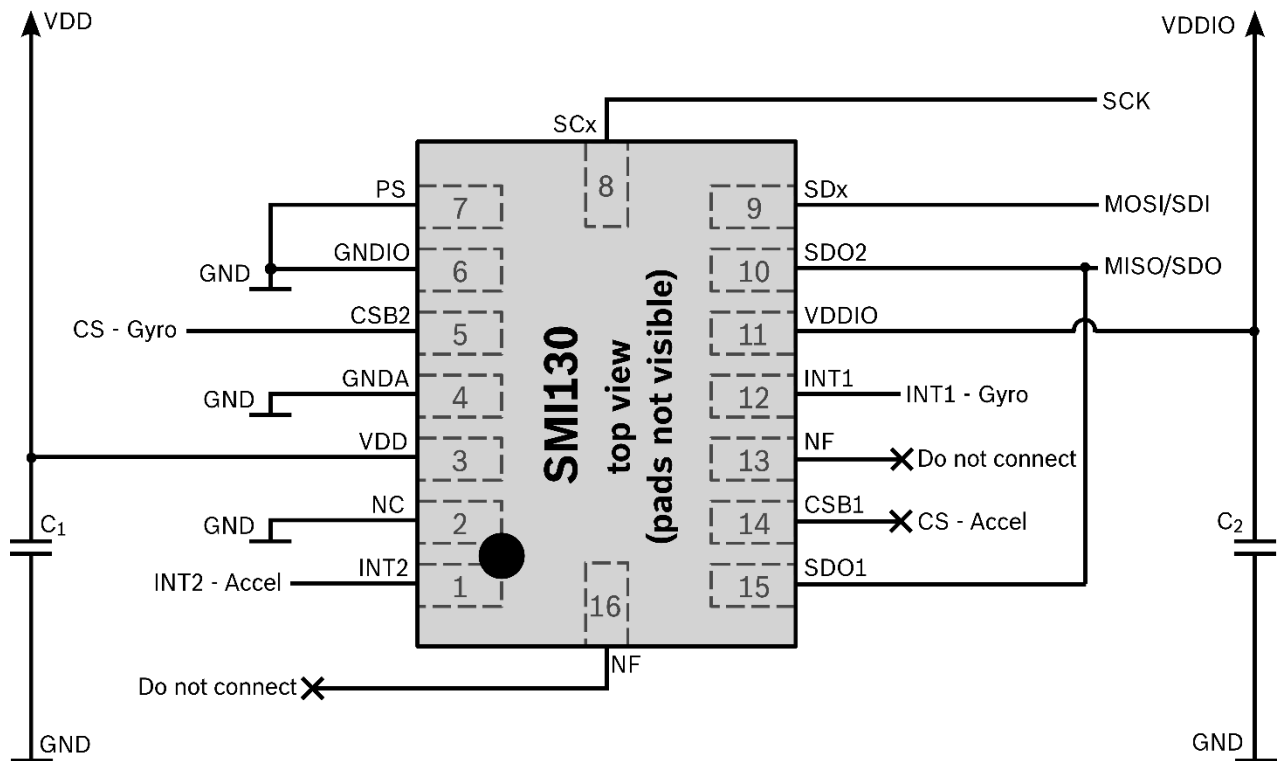 VDD
VDDIO
SCK
SCx
PS
7
8
9
SDx
MOSI/SDI
GNDIO
GND
6
10
SDO2
MISO/SDO
CS - Gyro
CSB2
5
11
VDDIO
GNDA
GND
4
12
INT1
INT1 - Gyro
VDD
3
13
NF
Do not connect
NC
GND
2
14
CSB1
CS - Accel
INT2 - Accel
INT2
1
15
SDO1
16
NF
Do not connect
SMI130
top view
(pads not visible)
C1
C2
GND
GND